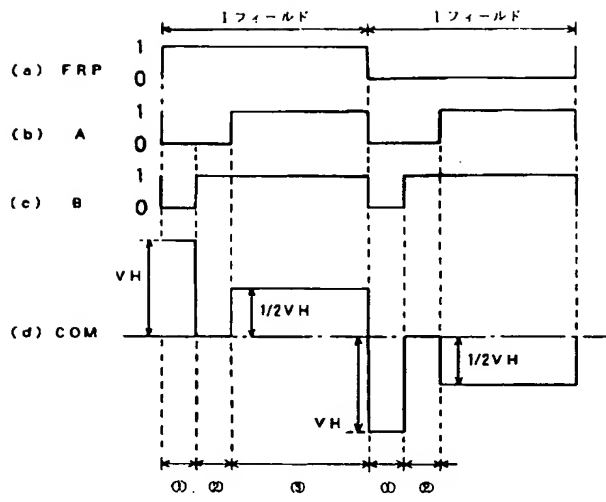 1フィールド 1フィールド
(a) FRP 1
0
(b) A 1
0
(c) B 1
0
VH
1/2VH
(d) COM
1/2VH
VH
① ② ③ ① ②